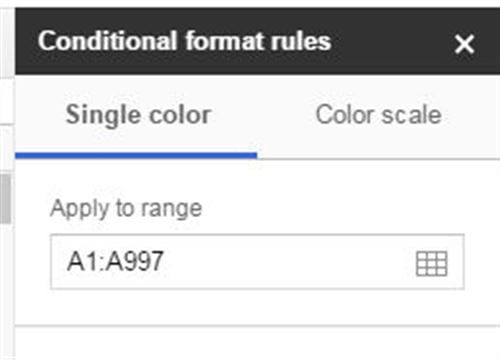 Conditional format rules
Single color Color scale
Apply to range
A1:A997